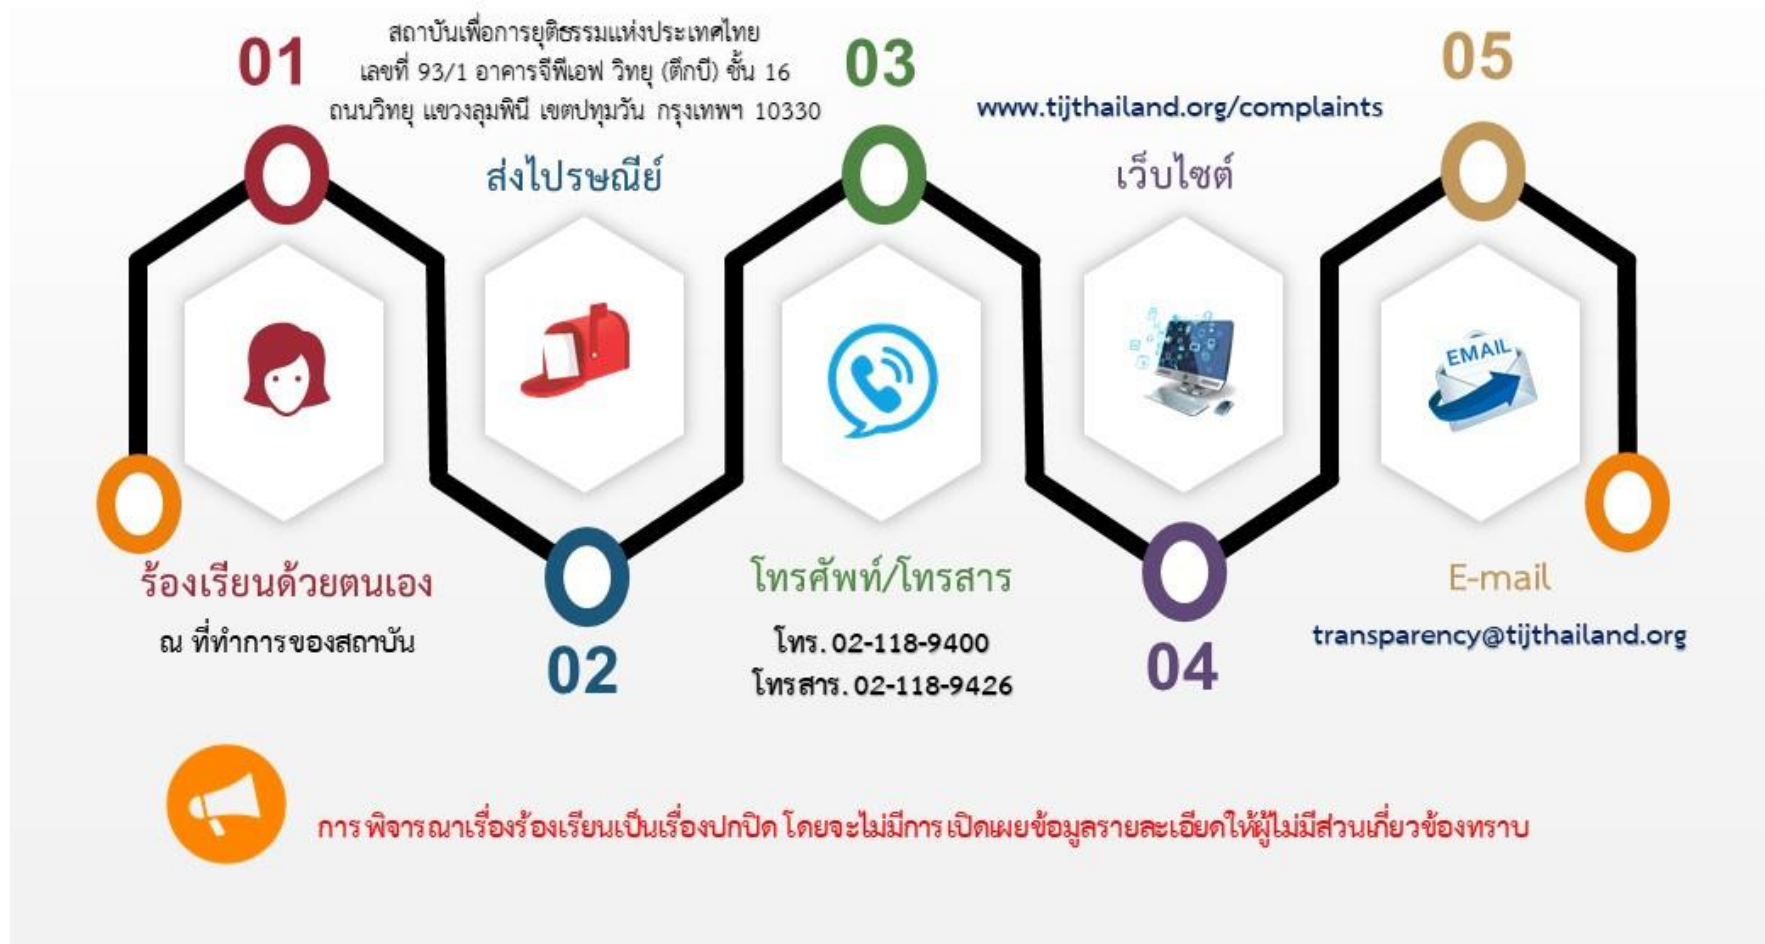 01
ร้องเรียนด้วยตนเอง
ณ ที่ทำการของสถาบัน
สถาบันเพื่อการยุติธรรมแห่งประเทศไทย
เลขที่ 93/1 อาคารจีพีเอฟ วิทยุ (ตึกบี) ชั้น 16
ถนนวิทยุ แขวงลุมพินี เขตปทุมวัน กรุงเทพฯ 10330
ส่งไปรษณีย์
02
03
โทรศัพท์/โทรสาร
โทร. 02-118-9400
โทรสาร. 02-118-9426
www.tijthailand.org/complaints
เว็บไซต์
04
05
EMAIL
E-mail
transparency@tijthailand.org
การพิจารณาเรื่องร้องเรียนเป็นเรื่องปกปิด โดยจะไม่มีการเปิดเผยข้อมูลรายละเอียดให้ผู้ไม่มีส่วนเกี่ยวข้องทราบ